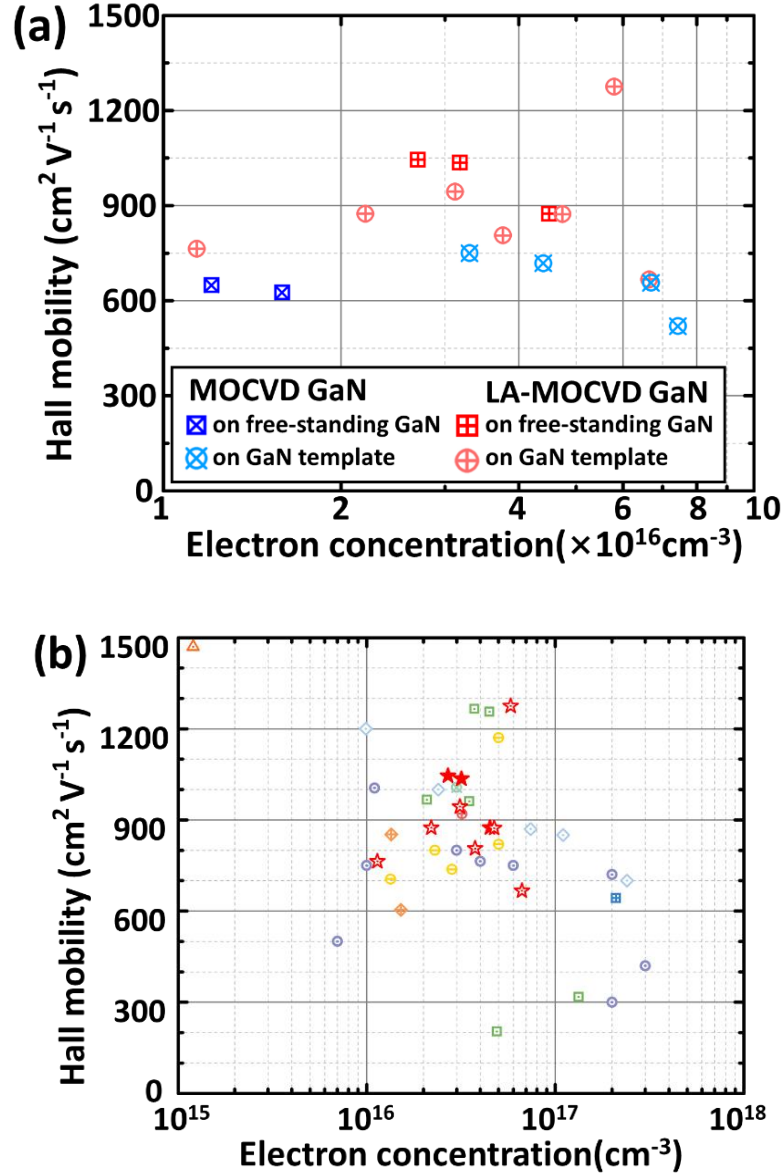 (a)
1500
1200
900
600
300
0
Hall mobility (cm² V⁻¹ s⁻¹)
MOCVD GaN LA-MOCVD GaN
on free-standing GaN on free-standing GaN
on GaN template on GaN template
1 2 4 6 8 10
Electron concentration(×10¹⁶cm⁻³)
(b)
1500
1200
900
600
300
0
Hall mobility (cm² V⁻¹ s⁻¹)
10¹⁵ 10¹⁶ 10¹⁷ 10¹⁸
Electron concentration(cm⁻³)